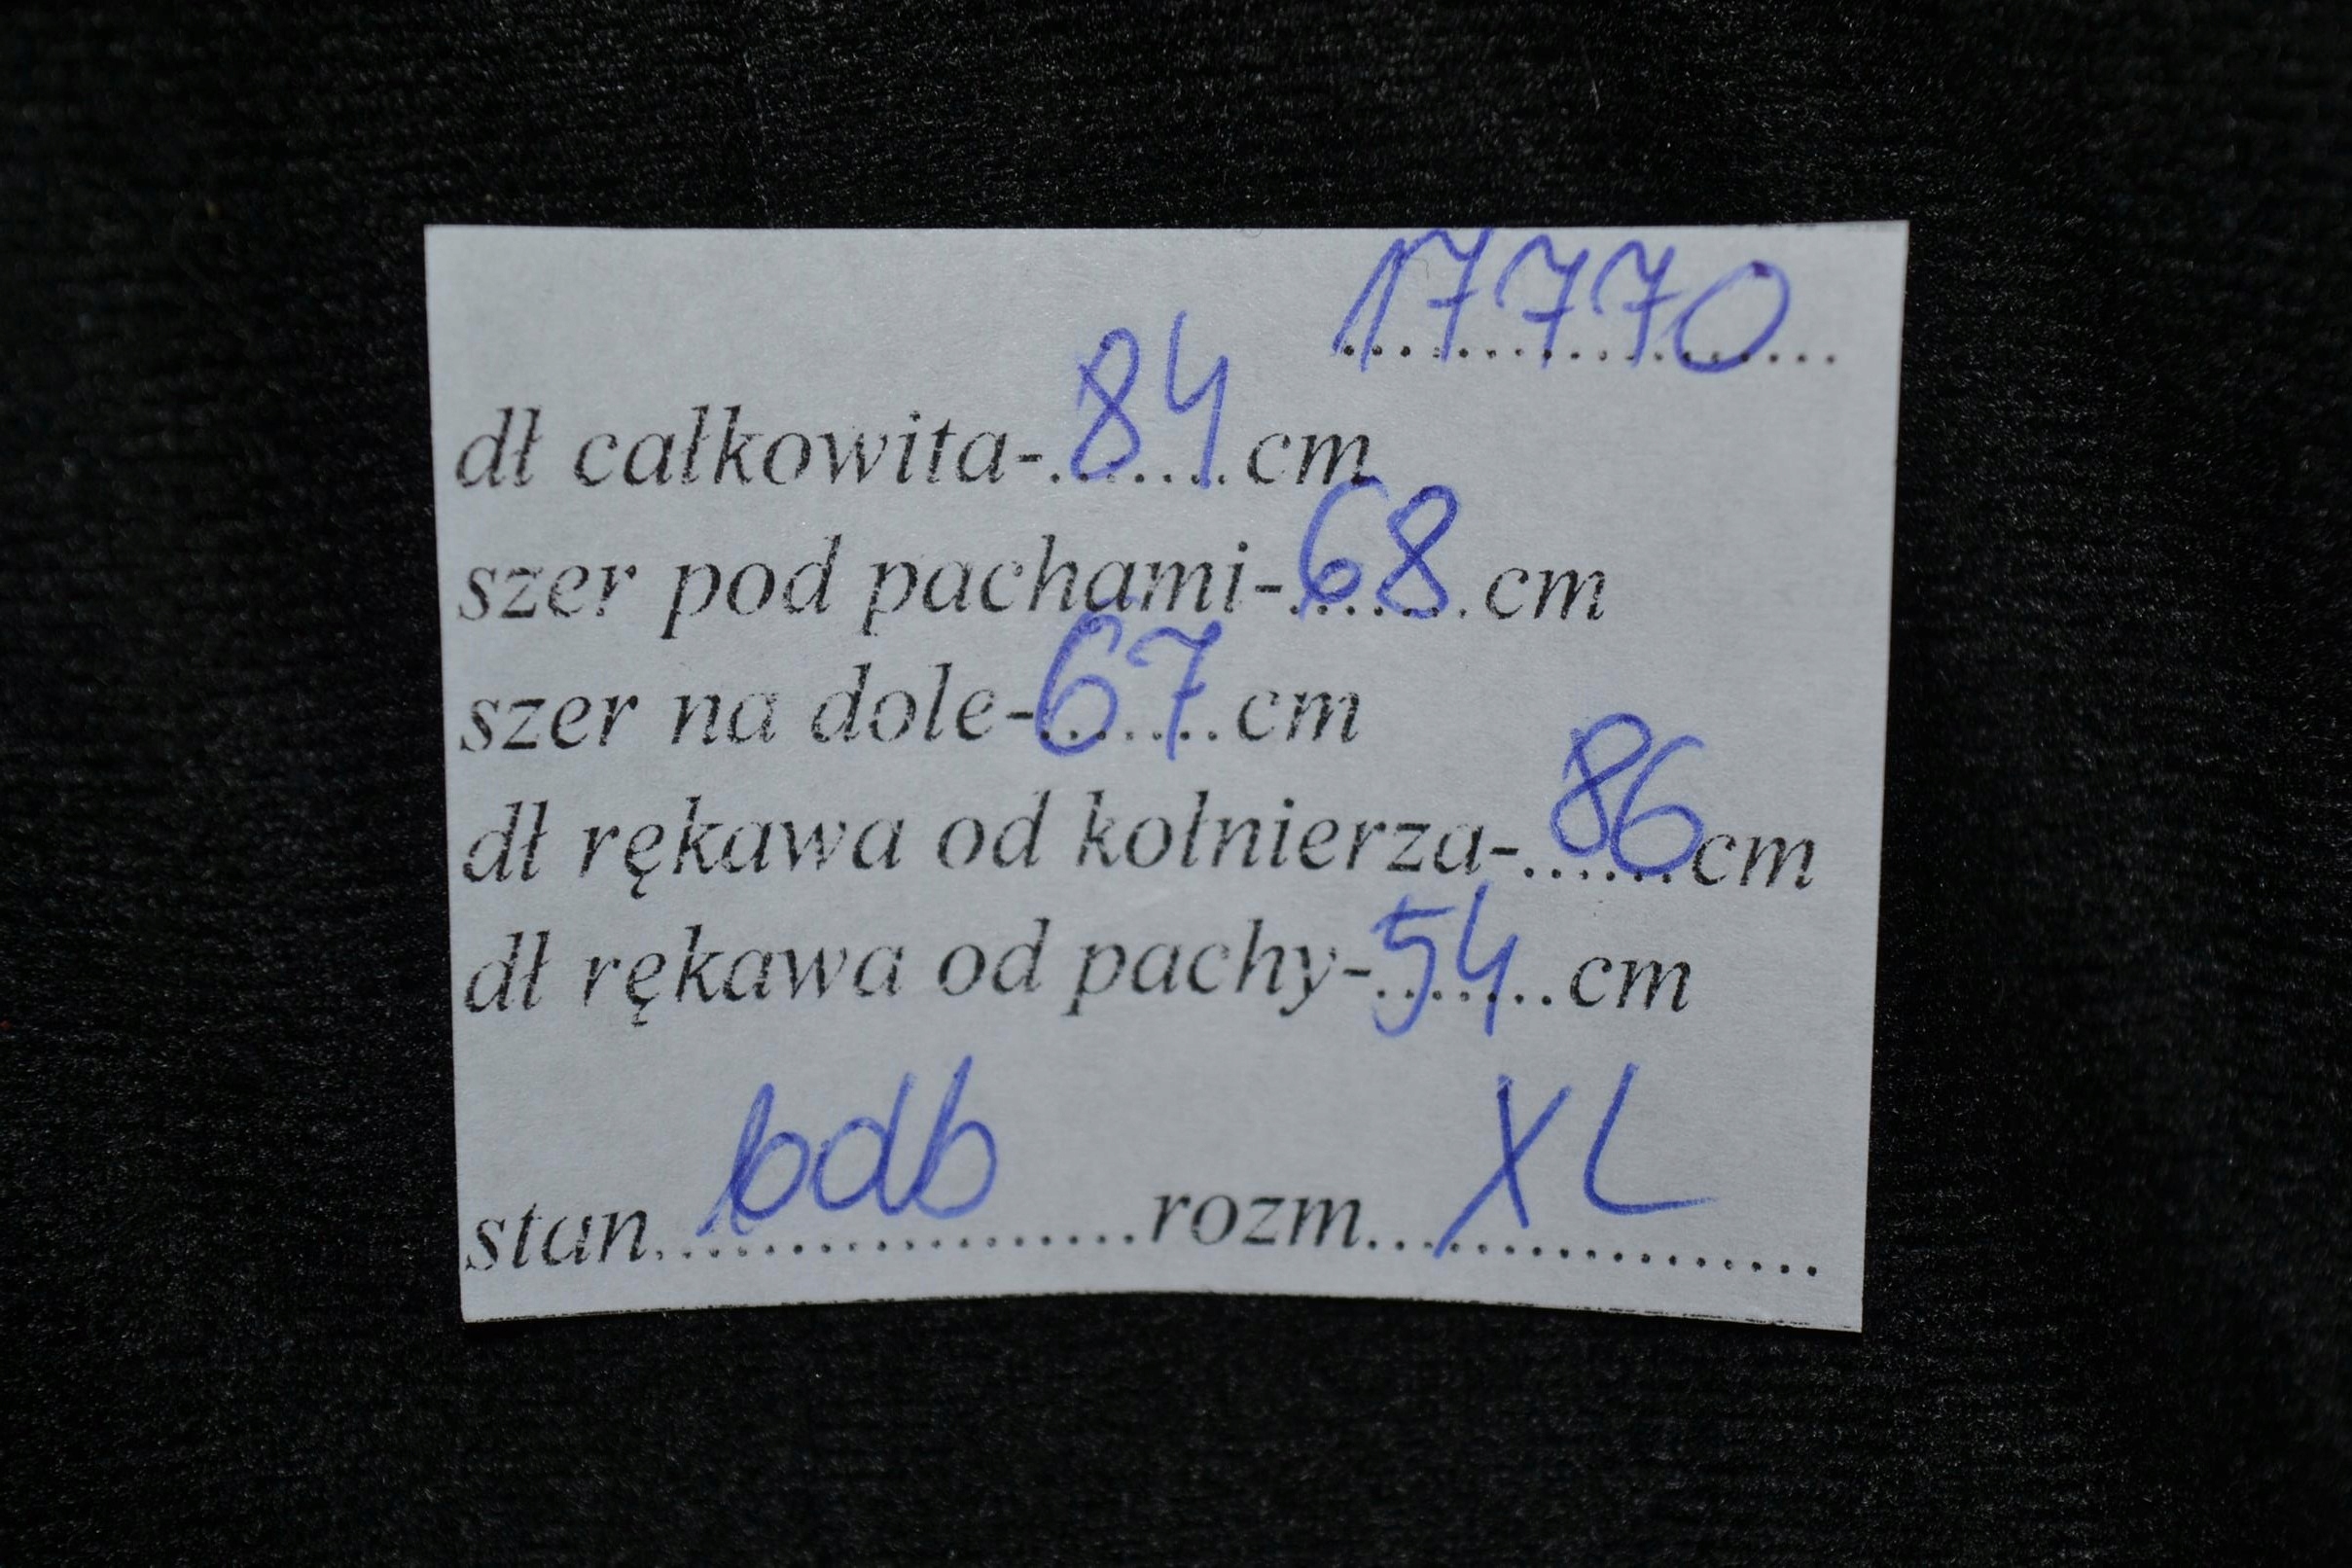 17770
dł całkowita-84cm
szer pod pachami-68cm
szer na dole-67cm
dł rękawa od kołnierza-86cm
dł rękawa od pachy-54cm
stan bdb rozm XL